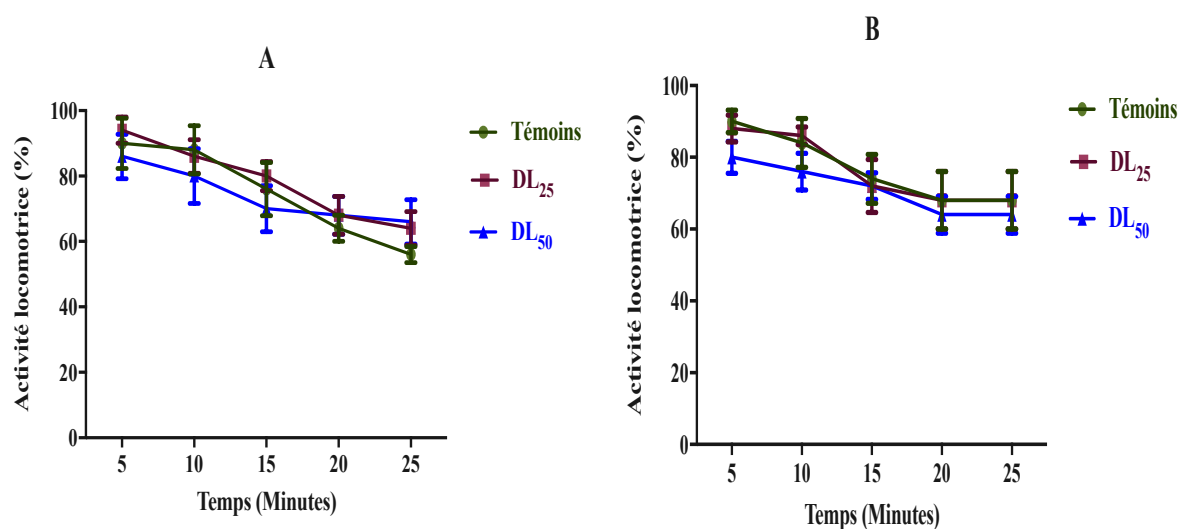 A
Activité locomotrice (%)
100
80
60
40
20
0
5 10 15 20 25
Temps (Minutes)
Témoins
DL25
DL50
B
Activité locomotrice (%)
100
80
60
40
20
0
5 10 15 20 25
Temps (Minutes)
Témoins
DL25
DL50